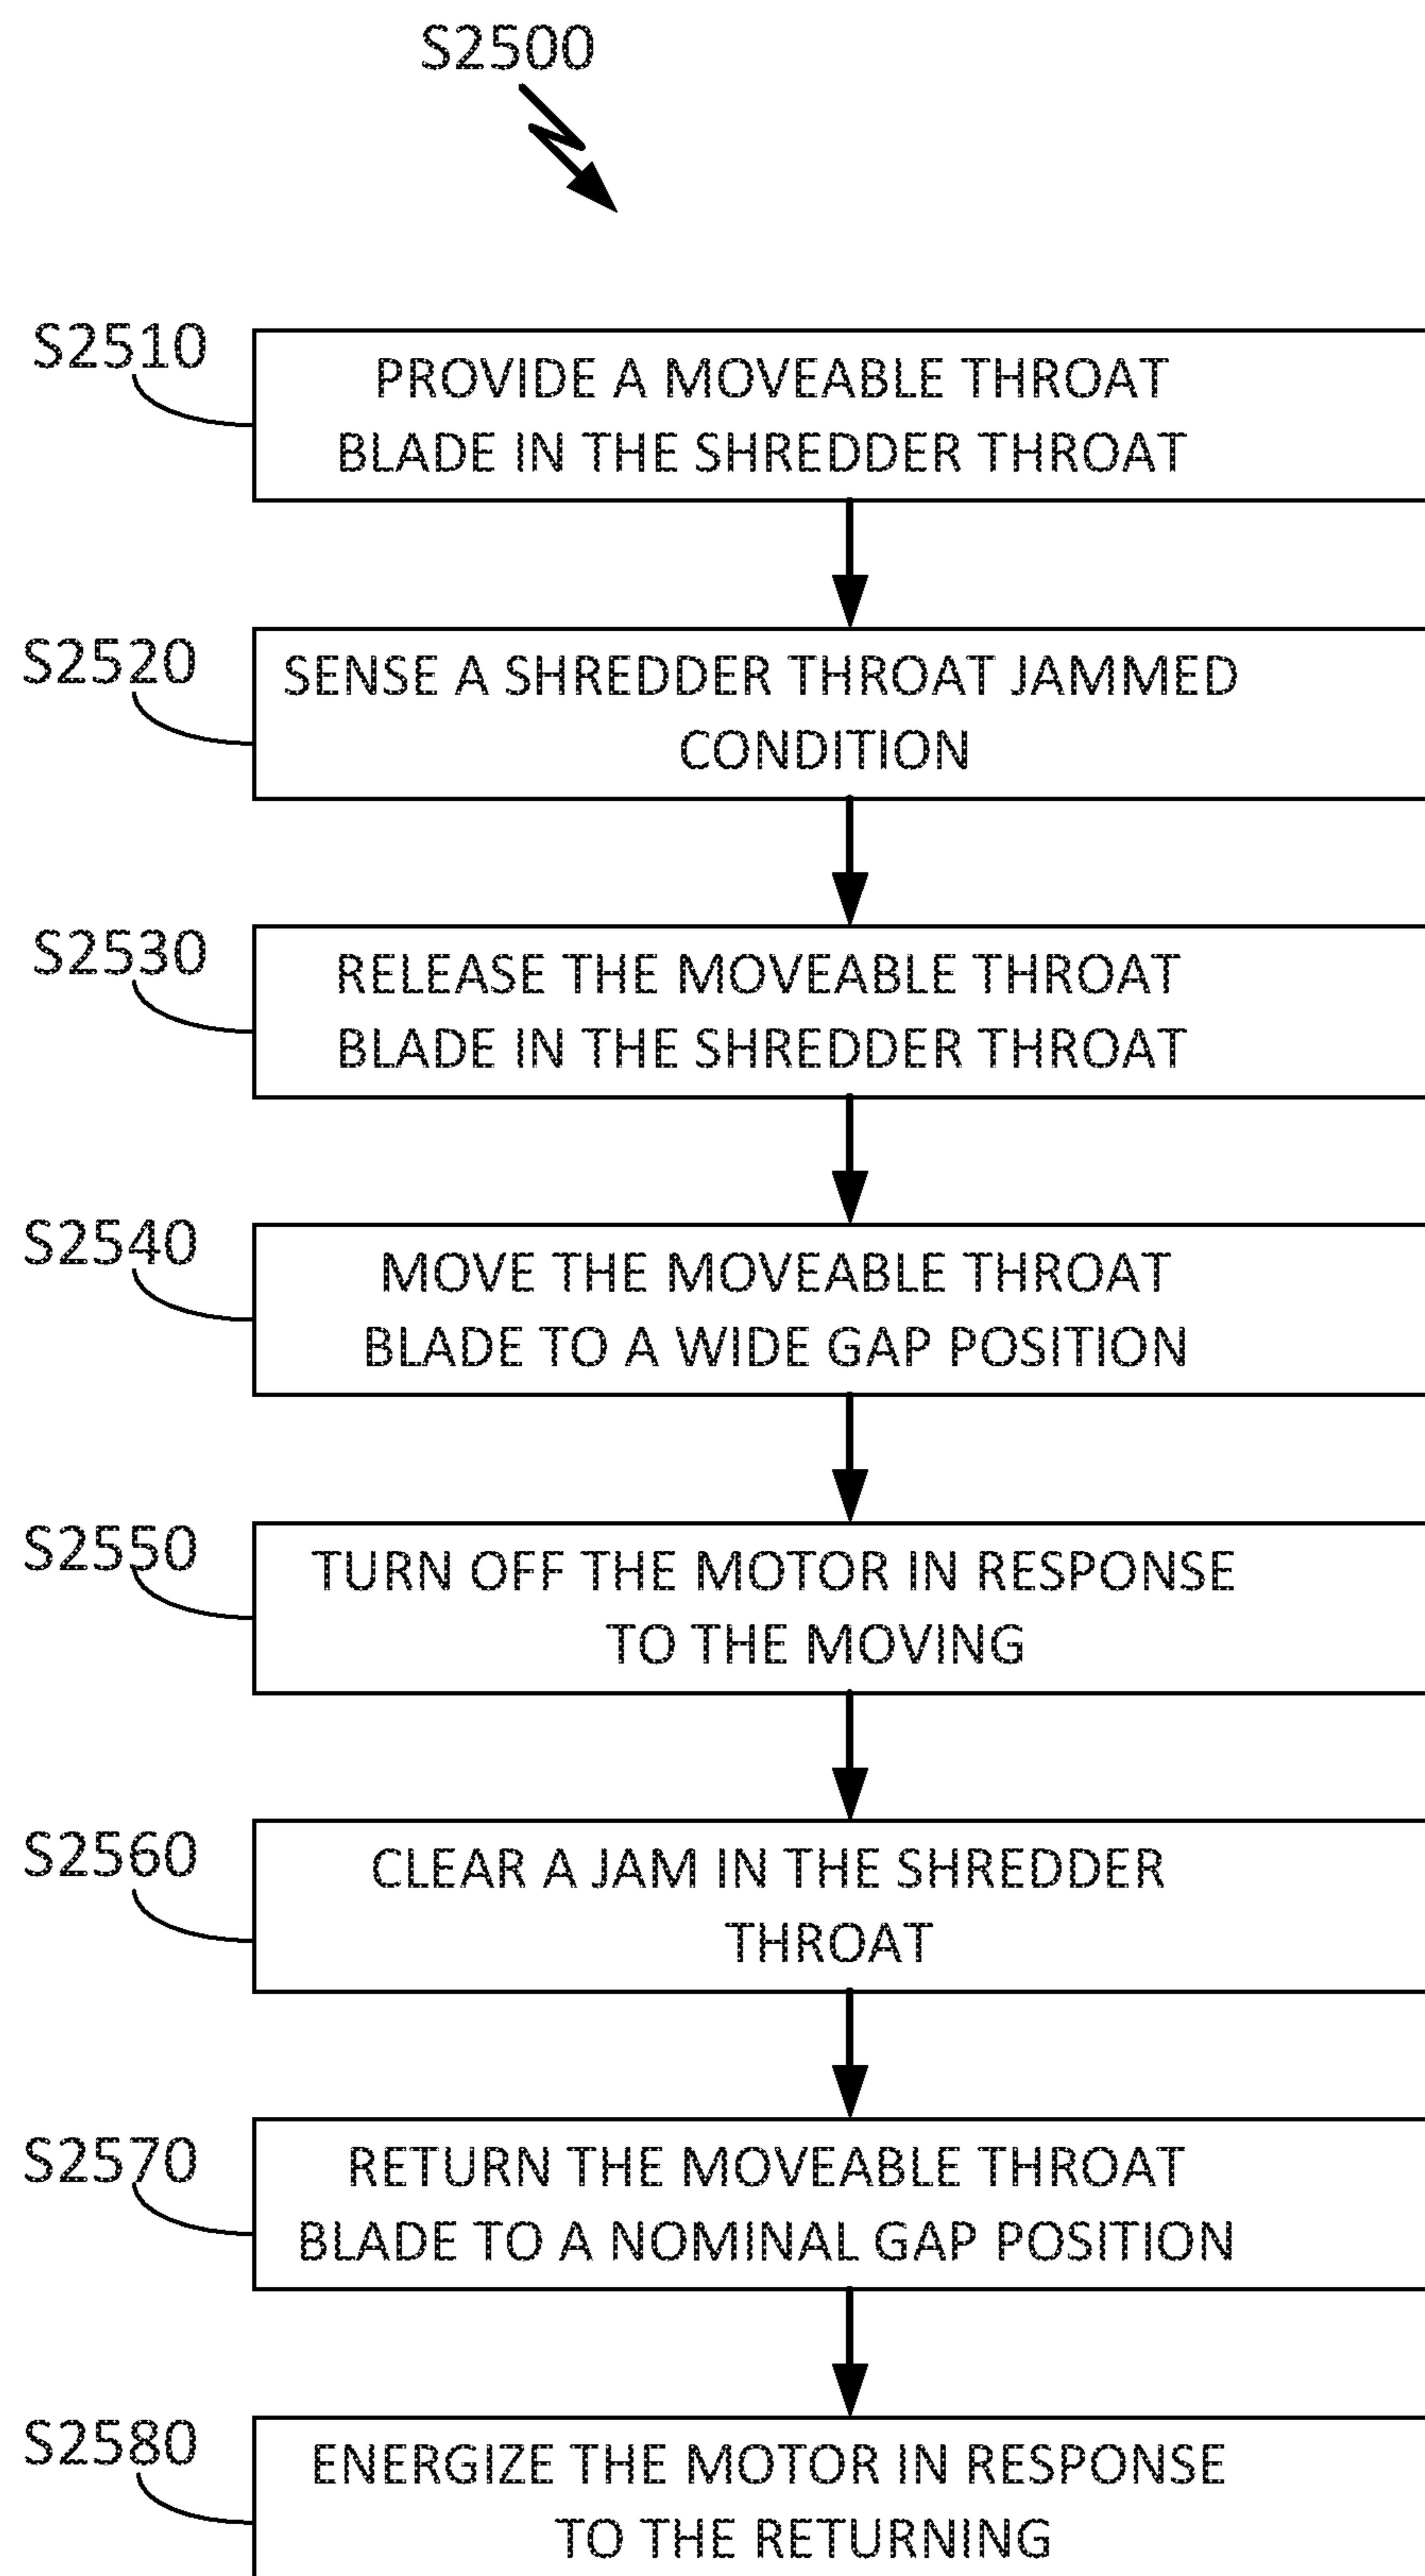 S2500
S2510
PROVIDE A MOVEABLE THROAT
BLADE IN THE SHREDDER THROAT
S2520
SENSE A SHREDDER THROAT JAMMED
CONDITION
S2530
RELEASE THE MOVEABLE THROAT
BLADE IN THE SHREDDER THROAT
S2540
MOVE THE MOVEABLE THROAT
BLADE TO A WIDE GAP POSITION
S2550
TURN OFF THE MOTOR IN RESPONSE
TO THE MOVING
S2560
CLEAR A JAM IN THE SHREDDER
THROAT
S2570
RETURN THE MOVEABLE THROAT
BLADE TO A NOMINAL GAP POSITION
S2580
ENERGIZE THE MOTOR IN RESPONSE
TO THE RETURNING